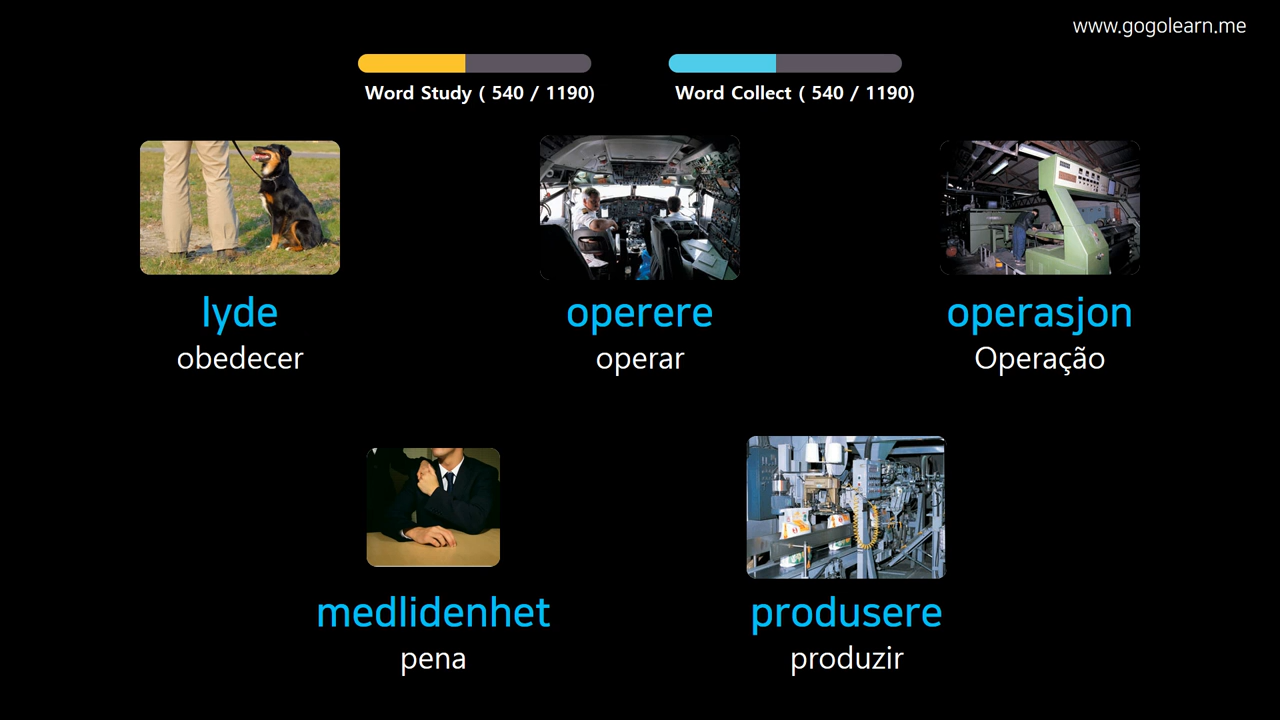 www.gogolearn.me
Word Study ( 540 / 1190)
Word Collect ( 540 / 1190)
lyde
obedecer
operere
operar
operasjon
Operação
medlidenhet
pena
produsere
produzir